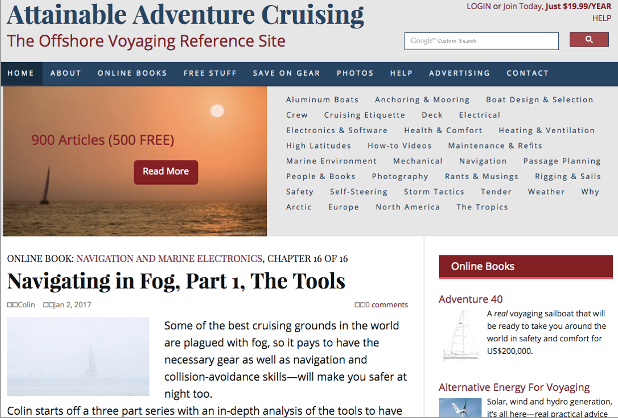 Attainable Adventure Cruising
LOGIN or Join Today, Just $19.99/YEAR
The Offshore Voyaging Reference Site
HELP
Google Custom Search
HOME ABOUT ONLINE BOOKS FREE STUFF SAVE ON GEAR PHOTOS HELP ADVERTISING CONTACT
900 Articles (500 FREE)
Read More
Aluminum Boats Anchoring & Mooring Boat Design & Selection
Crew Cruising Etiquette Deck Electrical
Electronics & Software Health & Comfort Heating & Ventilation
High Latitudes How-to Videos Maintenance & Refits
Marine Environment Mechanical Navigation Passage Planning
People & Books Photography Rants & Musings Rigging & Sails
Safety Self-Steering Storm Tactics Tender Weather Why
Arctic Europe North America The Tropics
ONLINE BOOK: NAVIGATION AND MARINE ELECTRONICS, CHAPTER 16 OF 16
Navigating in Fog, Part 1, The Tools
Colin Jan 2, 2017 0 comments
Some of the best cruising grounds in the world
are plagued with fog, so it pays to have the
necessary gear as well as navigation and
collision-avoidance skills—will make you safer at
night too.
Colin starts off a three part series with an in-depth analysis of the tools to have
Online Books
Adventure 40
A real voyaging sailboat that will
be ready to take you around the
world in safety and comfort for
US$200,000.
Alternative Energy For Voyaging
Solar, wind and hydro generation,
it's all here—real practical advice